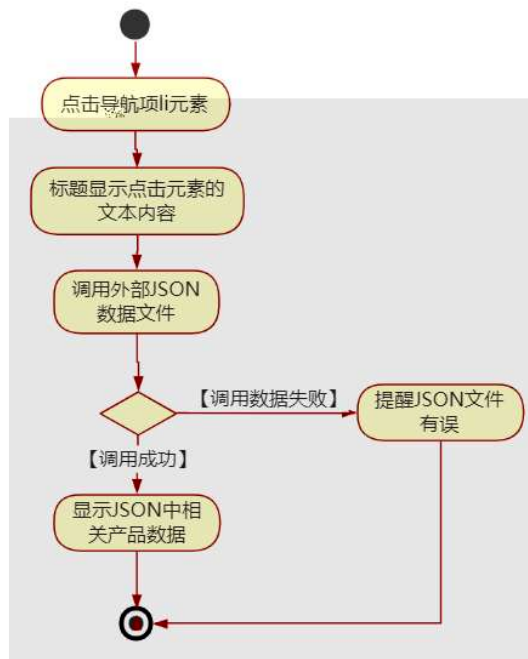 点击导航项li元素
标题显示点击元素的
文本内容
调用外部JSON
数据文件
【调用数据失败】
提醒JSON文件
有误
【调用成功】
显示JSON中相
关产品数据